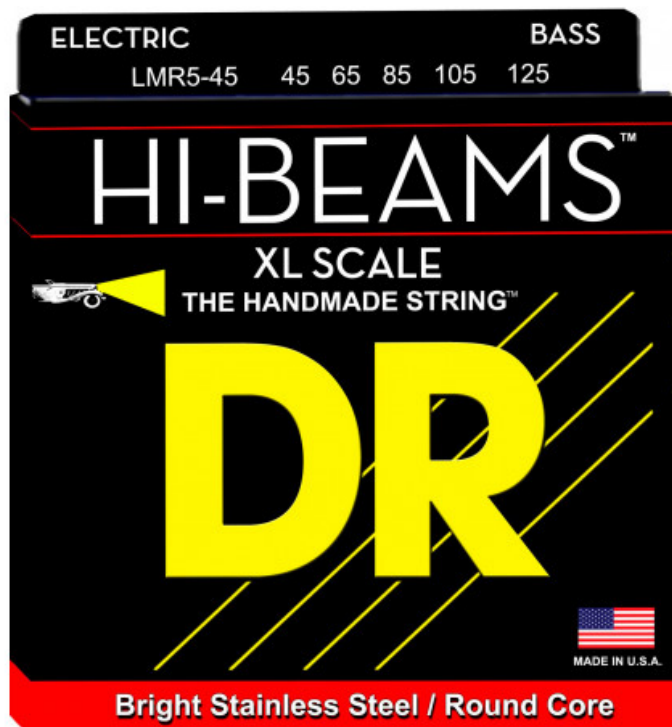 ELECTRIC BASS
LMR5-45 45 65 85 105 125
HI-BEAMS™
XL SCALE
THE HANDMADE STRING™
DR
MADE IN U.S.A.
Bright Stainless Steel / Round Core